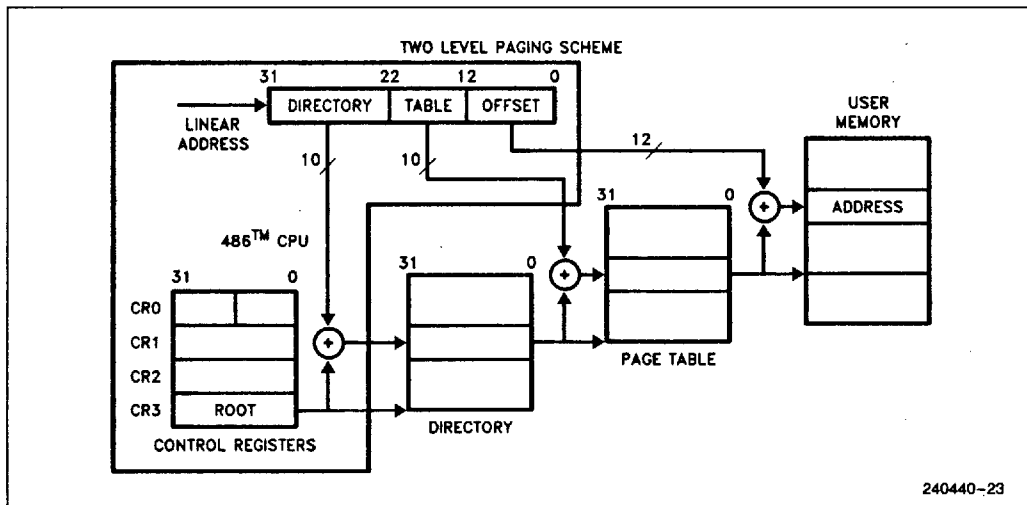 TWO LEVEL PAGING SCHEME
31 22 12 0
DIRECTORY TABLE OFFSET
LINEAR
ADDRESS
USER
MEMORY
10 10 12
31 0
ADDRESS
486™ CPU
31 0
31 0
CR0
CR1
CR2
CR3 ROOT
CONTROL REGISTERS
DIRECTORY
PAGE TABLE
240440-23